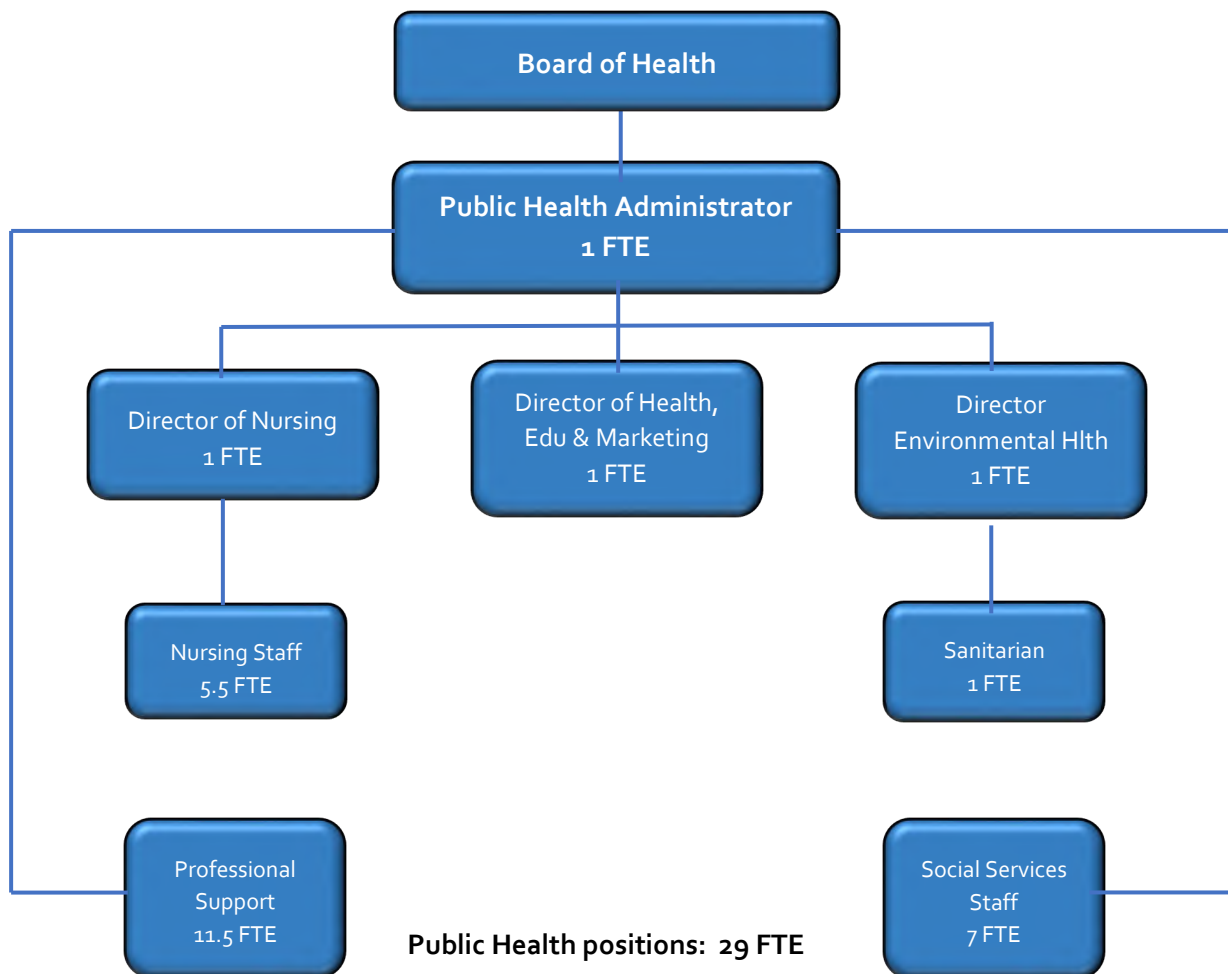 Board of Health
Public Health Administrator
1 FTE
Director of Nursing
1 FTE
Director of Health,
Edu & Marketing
1 FTE
Director
Environmental Hlth
1 FTE
Nursing Staff
5.5 FTE
Sanitarian
1 FTE
Professional
Support
11.5 FTE
Social Services
Staff
7 FTE
Public Health positions: 29 FTE